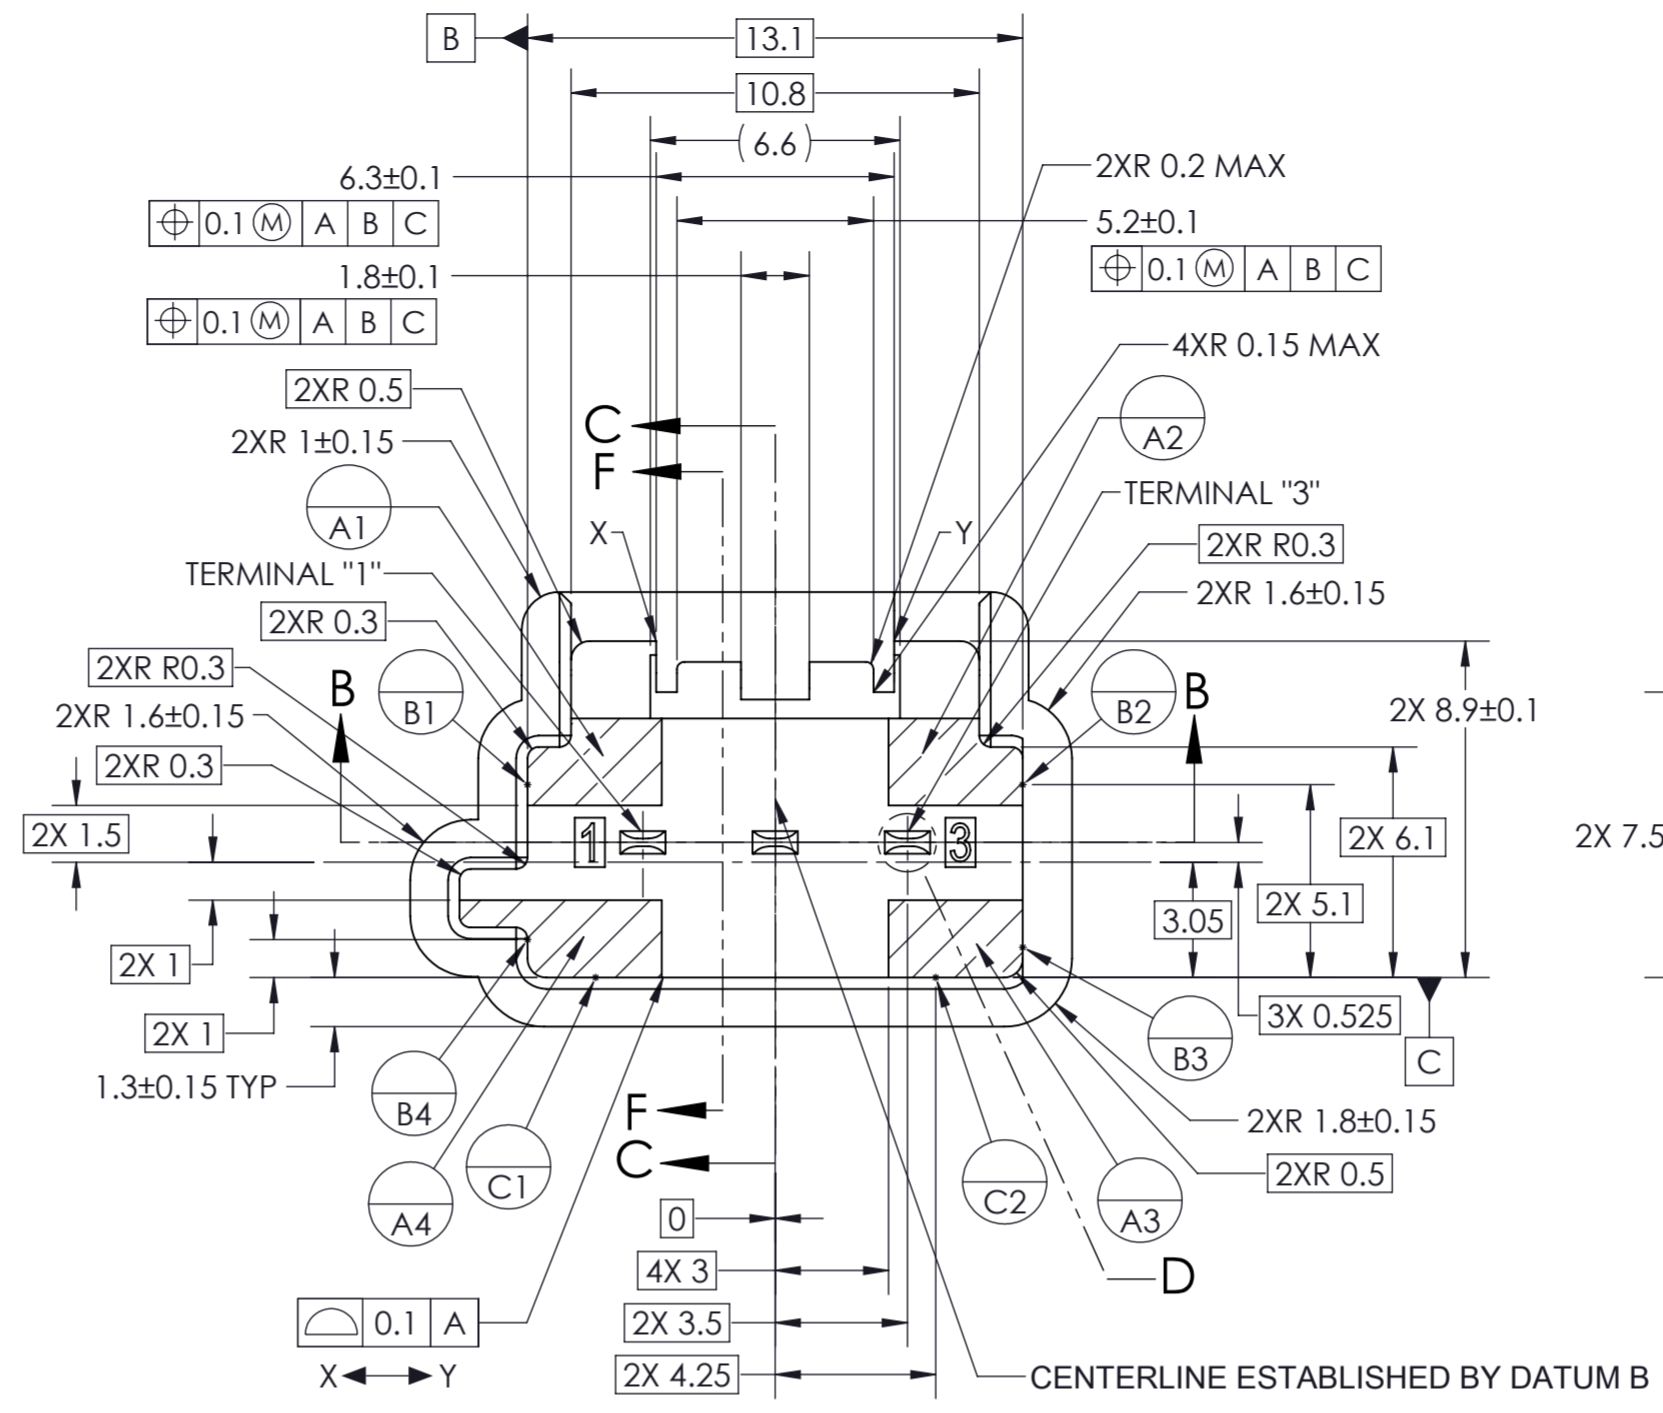 B
13.1
10.8
(6.6)
6.3±0.1
⌖ 0.1 Ⓜ A B C
1.8±0.1
⌖ 0.1 Ⓜ A B C
2XR 0.2 MAX
5.2±0.1
⌖ 0.1 Ⓜ A B C
4XR 0.15 MAX
2XR 0.5
2XR 1±0.15
A1
TERMINAL "1"
2XR 0.3
2XR R0.3
2XR 1.6±0.15
2XR 0.3
B1
B
C
F
X
Y
A2
TERMINAL "3"
2XR R0.3
2XR 1.6±0.15
B2
B
2X 8.9±0.1
2X 7.5
1
3
2X 1.5
2X 1
2X 1
1.3±0.15 TYP
2X 6.1
2X 5.1
3.05
3X 0.525
C
B3
2XR 1.8±0.15
2XR 0.5
B4
A4
C1
F
C
C2
A3
D
0
4X 3
2X 3.5
2X 4.25
⌓ 0.1 A
X Y
CENTERLINE ESTABLISHED BY DATUM B